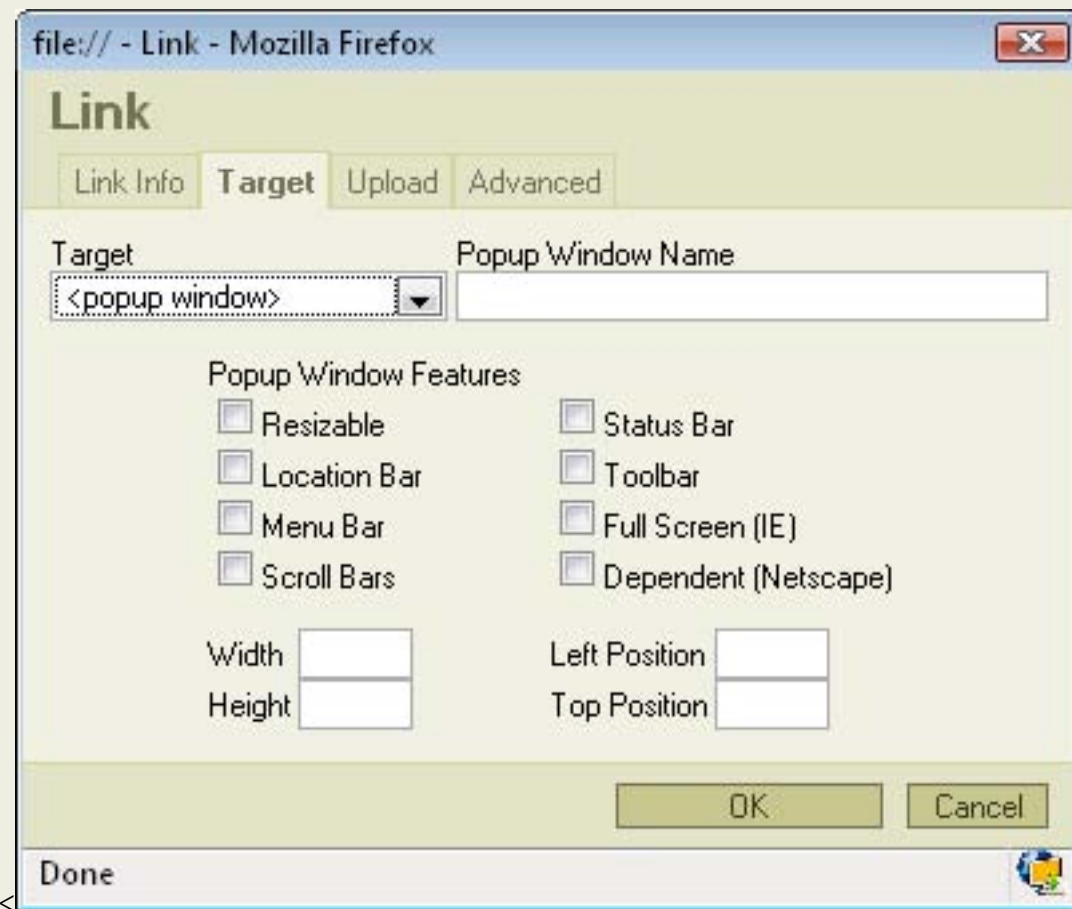 file:// - Link - Mozilla Firefox
Link
Link Info Target Upload Advanced
Target Popup Window Name
<popup window>
Popup Window Features
Resizable Status Bar
Location Bar Toolbar
Menu Bar Full Screen (IE)
Scroll Bars Dependent (Netscape)
Width Left Position
Height Top Position
OK Cancel
Done
<